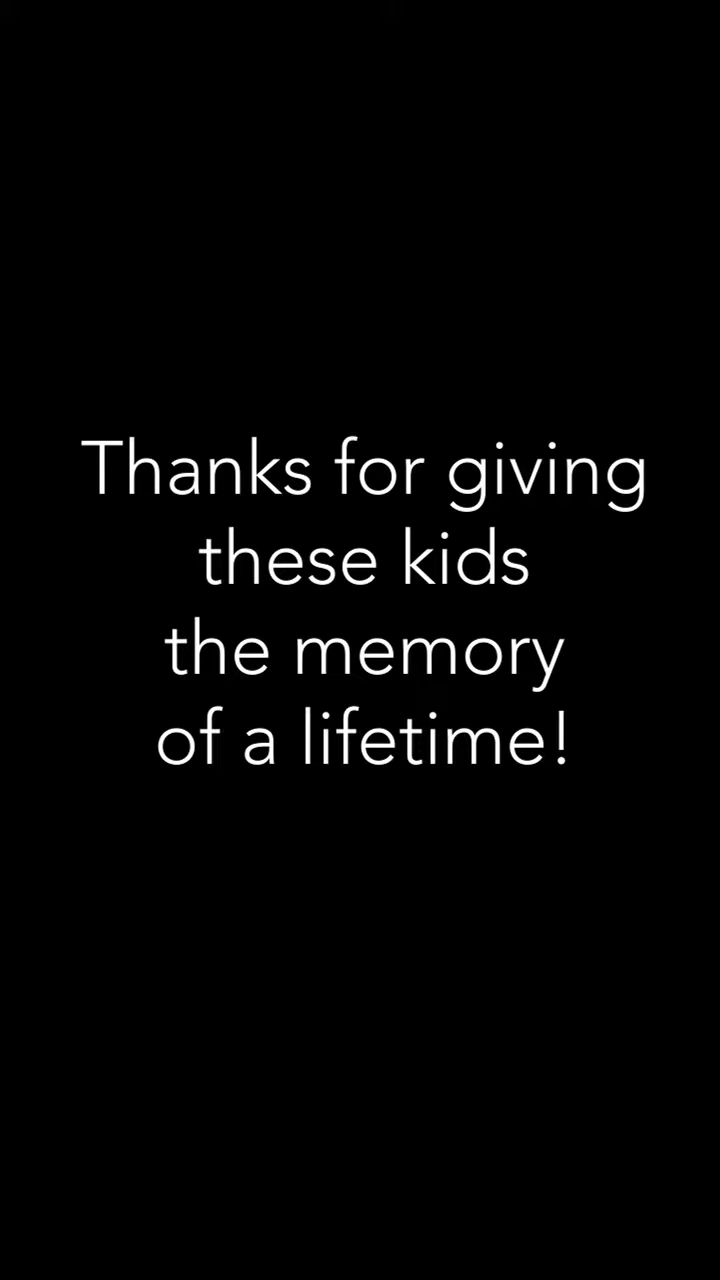 Thanks for giving
these kids
the memory
of a lifetime!